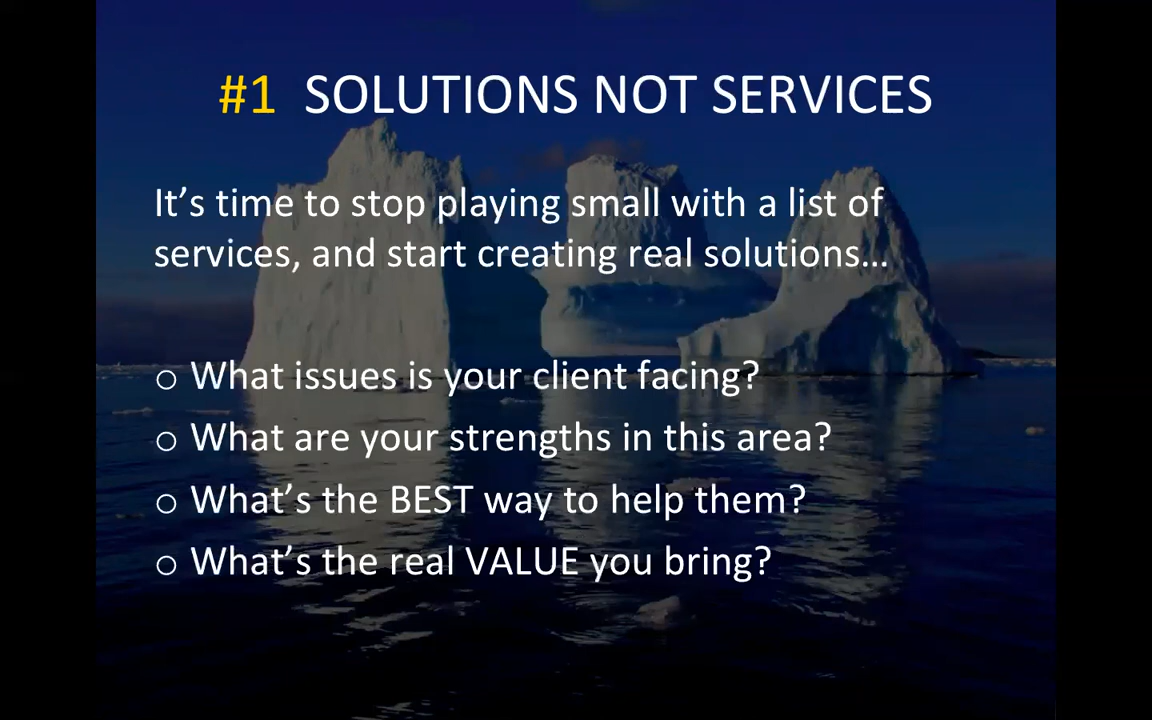 #1 SOLUTIONS NOT SERVICES
It’s time to stop playing small with a list of
services, and start creating real solutions…
o What issues is your client facing?
o What are your strengths in this area?
o What’s the BEST way to help them?
o What’s the real VALUE you bring?